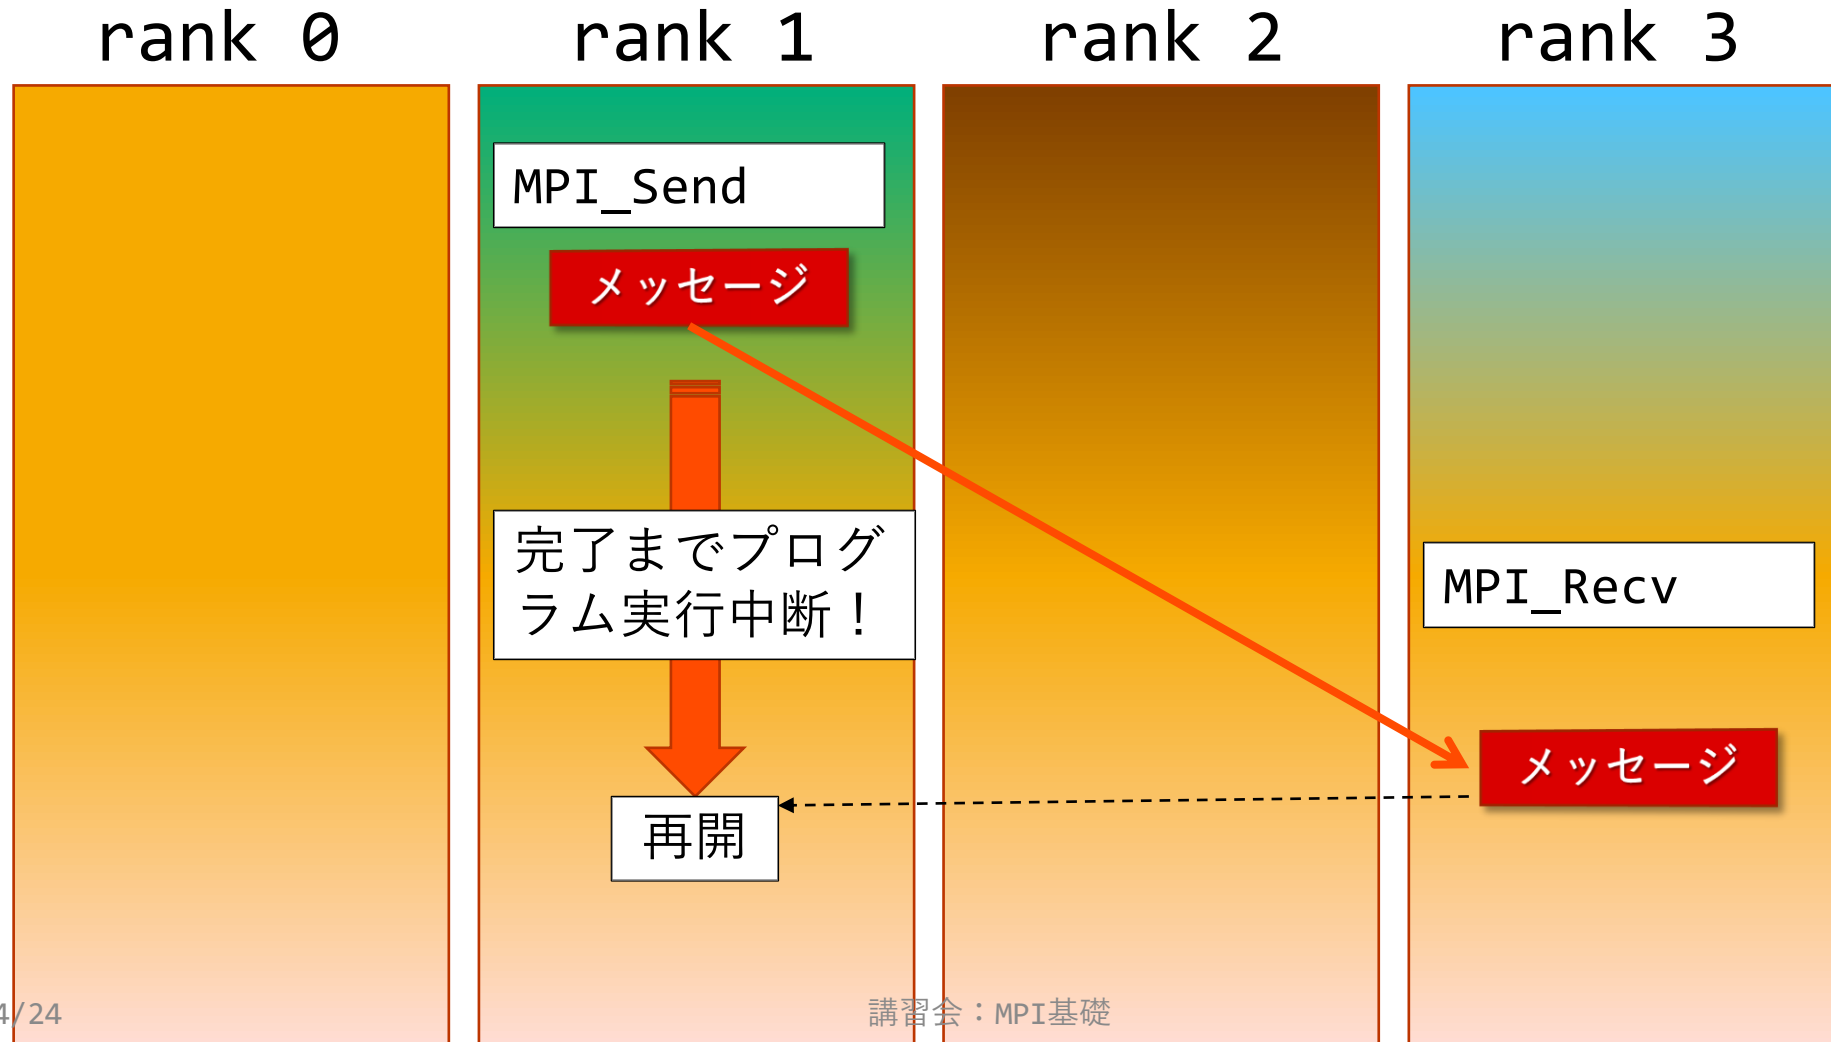 rank 0
rank 1
rank 2
rank 3
MPI_Send
メッセージ
完了までプログ
ラム実行中断！
MPI_Recv
メッセージ
再開
4/24
講習会：MPI基礎